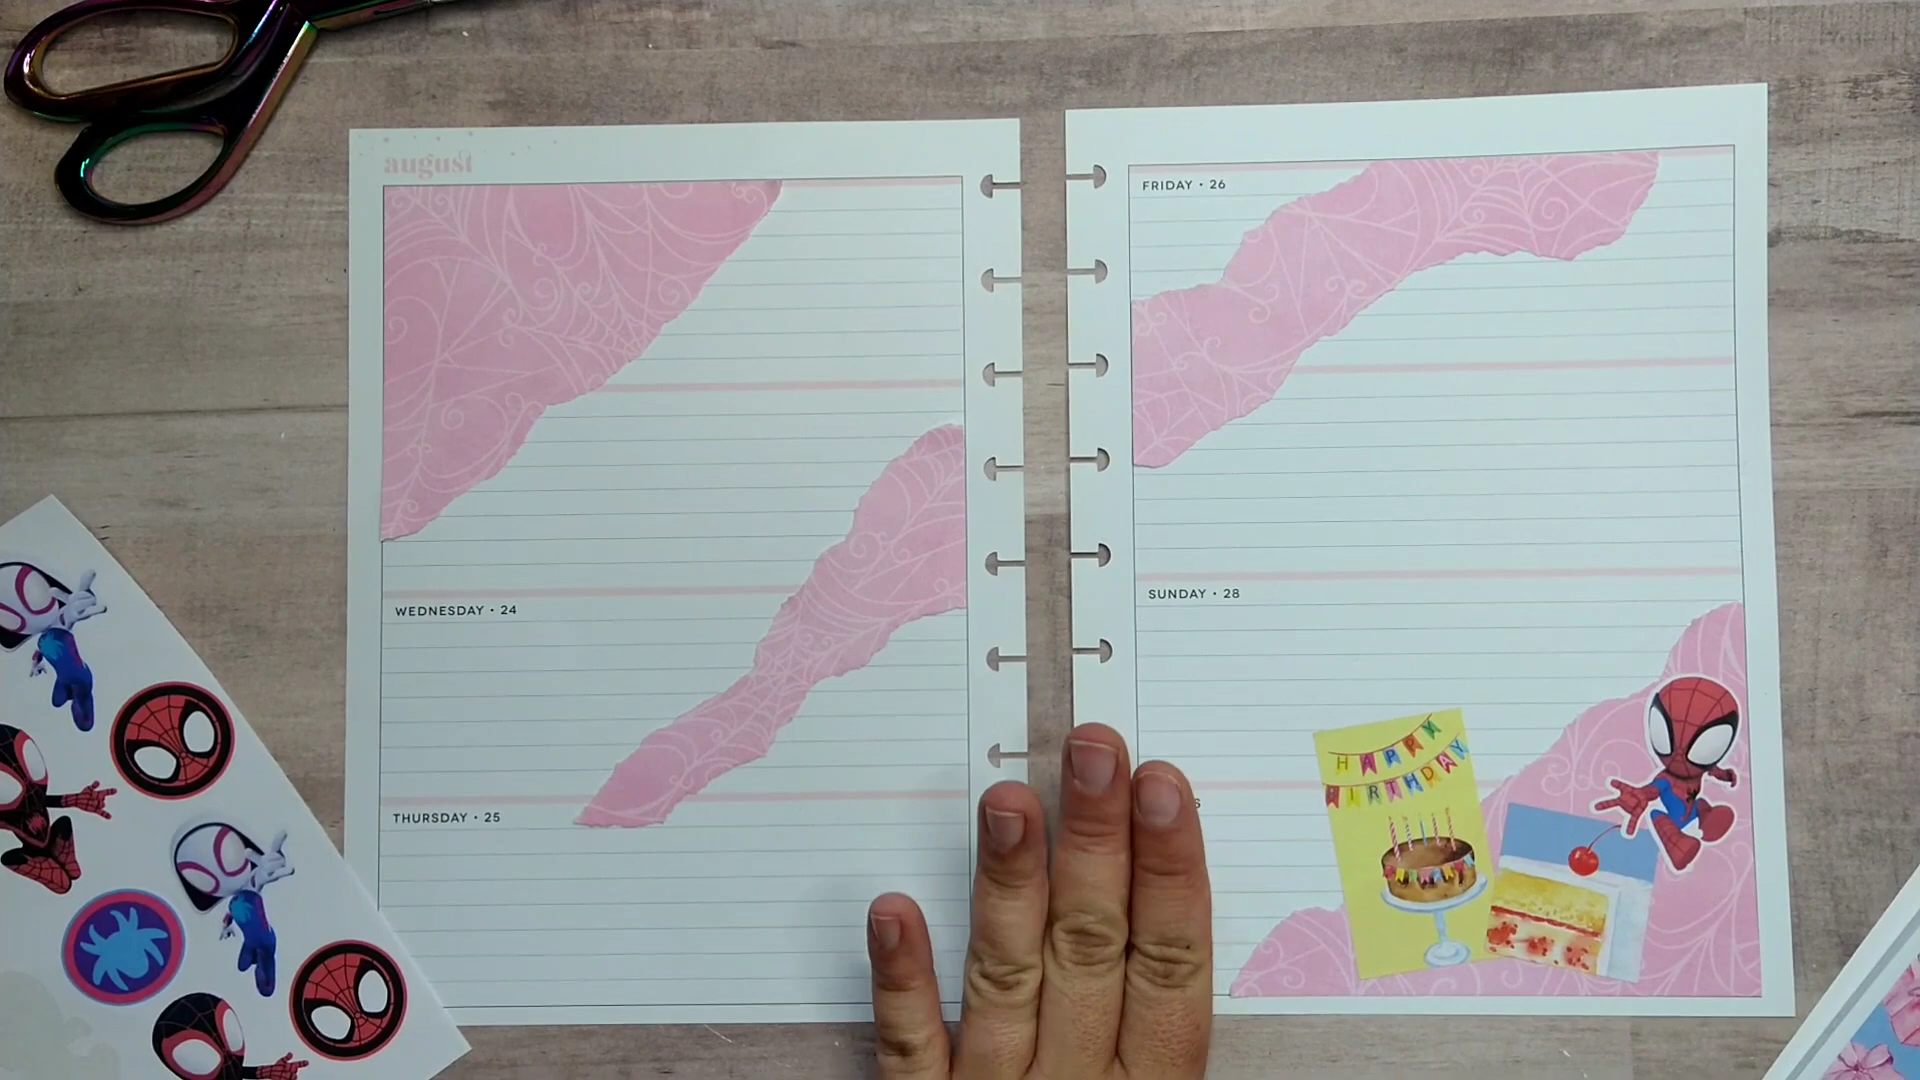 august
WEDNESDAY • 24
THURSDAY • 25
FRIDAY • 26
SUNDAY • 28
HAPPY
BIRTHDAY